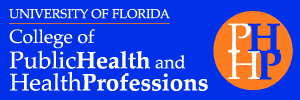 UNIVERSITY OF FLORIDA
College of
PublicHealth and
HealthProfessions
PH
HP